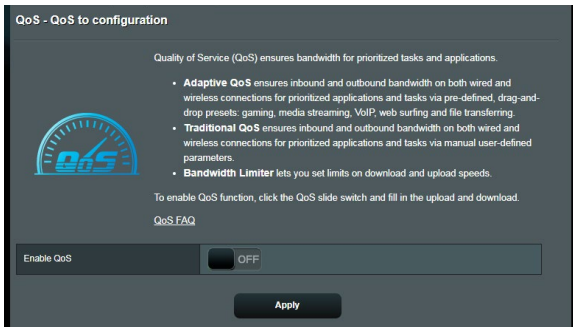 QoS - QoS to configuration
Quality of Service (QoS) ensures bandwidth for prioritized tasks and applications.
• Adaptive QoS ensures inbound and outbound bandwidth on both wired and
wireless connections for prioritized applications and tasks via pre-defined, drag-and-
drop presets: gaming, media streaming, VoIP, web surfing and file transferring.
• Traditional QoS ensures inbound and outbound bandwidth on both wired and
wireless connections for prioritized applications and tasks via manual user-defined
parameters.
• Bandwidth Limiter lets you set limits on download and upload speeds.
QoS
To enable QoS function, click the QoS slide switch and fill in the upload and download.
QoS FAQ
Enable QoS
OFF
Apply